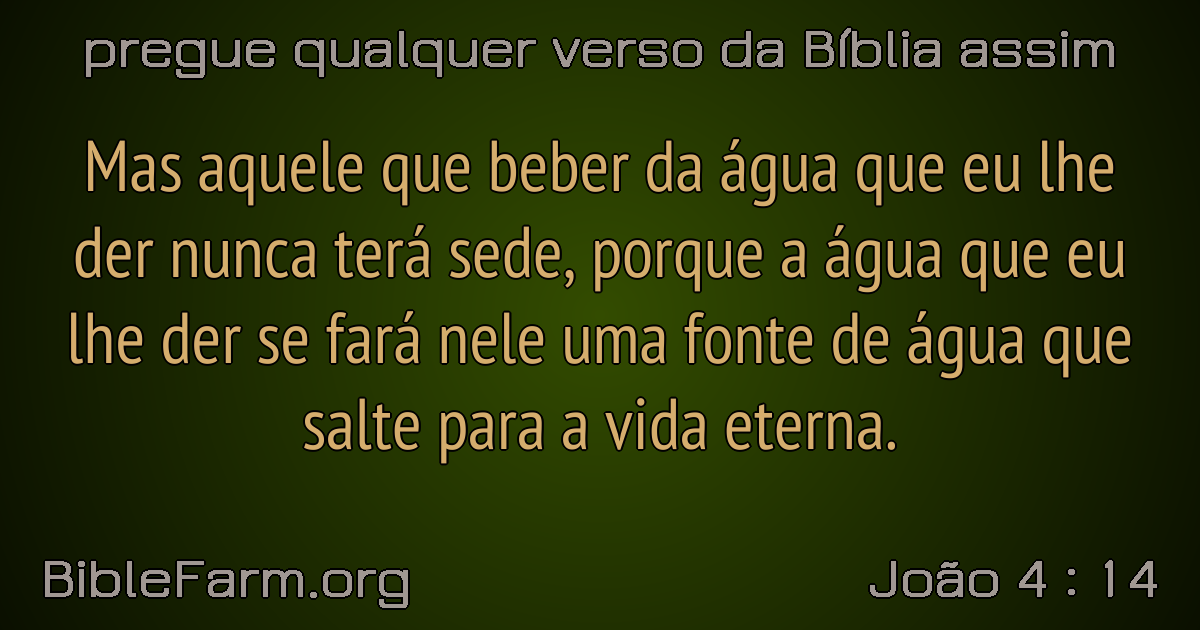 pregue qualquer verso da Bíblia assim
Mas aquele que beber da água que eu lhe
der nunca terá sede, porque a água que eu
lhe der se fará nele uma fonte de água que
salte para a vida eterna.
BibleFarm.org
João 4 : 14